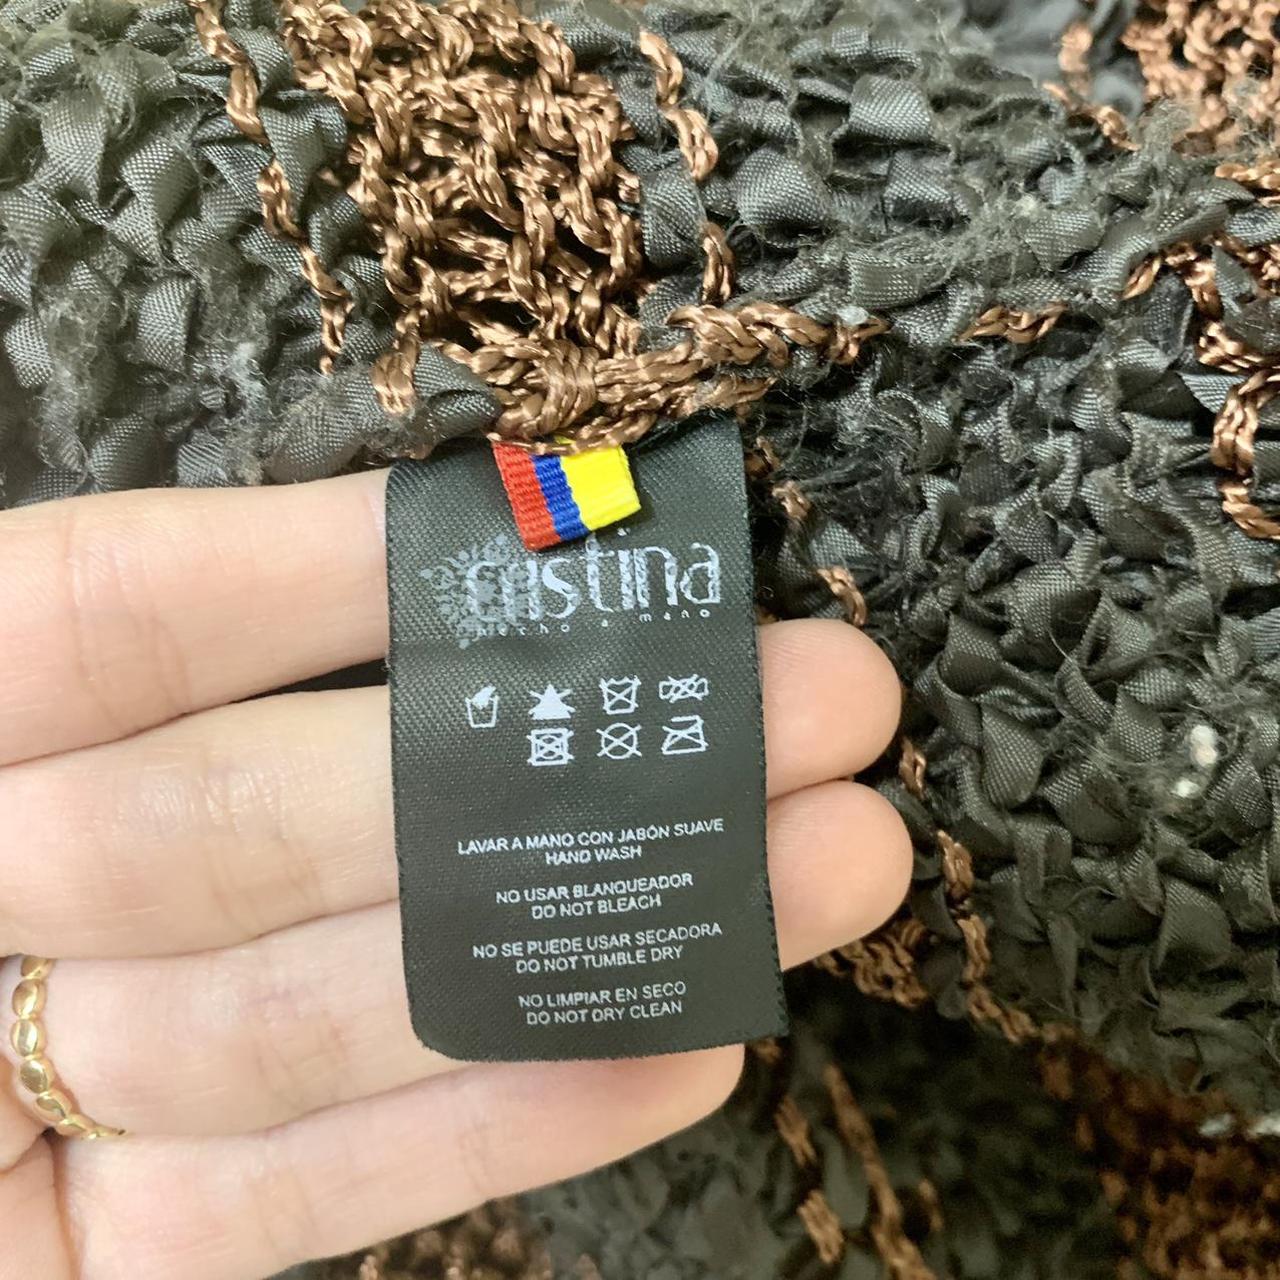 cristina
hecho a mano
LAVAR A MANO CON JABÓN SUAVE
HAND WASH
NO USAR BLANQUEADOR
DO NOT BLEACH
NO SE PUEDE USAR SECADORA
DO NOT TUMBLE DRY
NO LIMPIAR EN SECO
DO NOT DRY CLEAN